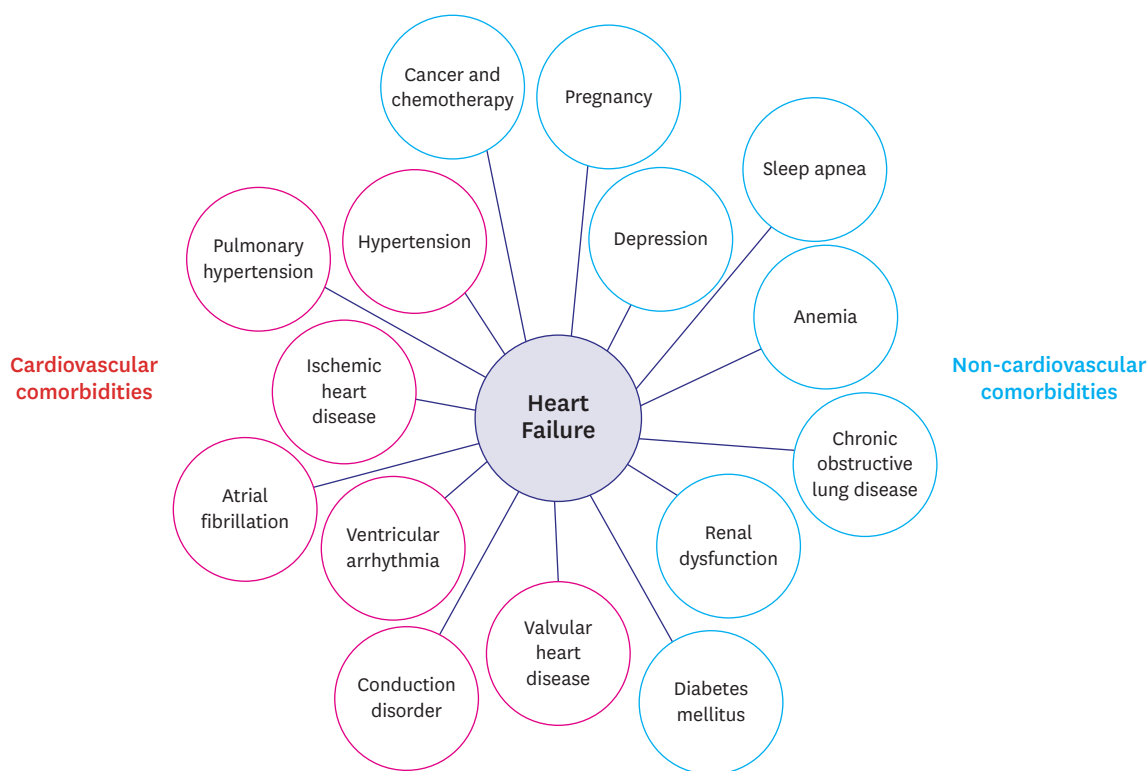 Cancer and
chemotherapy
Pregnancy
Sleep apnea
Pulmonary
hypertension
Hypertension
Depression
Anemia
Cardiovascular
comorbidities
Ischemic
heart
disease
Heart
Failure
Non-cardiovascular
comorbidities
Chronic
obstructive
lung disease
Atrial
fibrillation
Ventricular
arrhythmia
Renal
dysfunction
Conduction
disorder
Valvular
heart
disease
Diabetes
mellitus